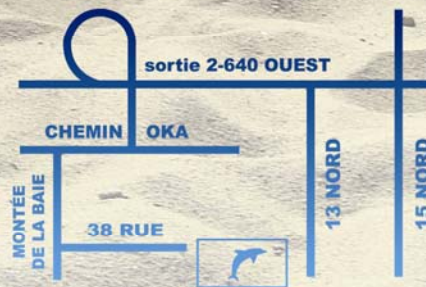 sortie 2-640 OUEST
CHEMIN OKA
MONTÉE
DE LA BAIE
38 RUE
13 NORD
15 NORD